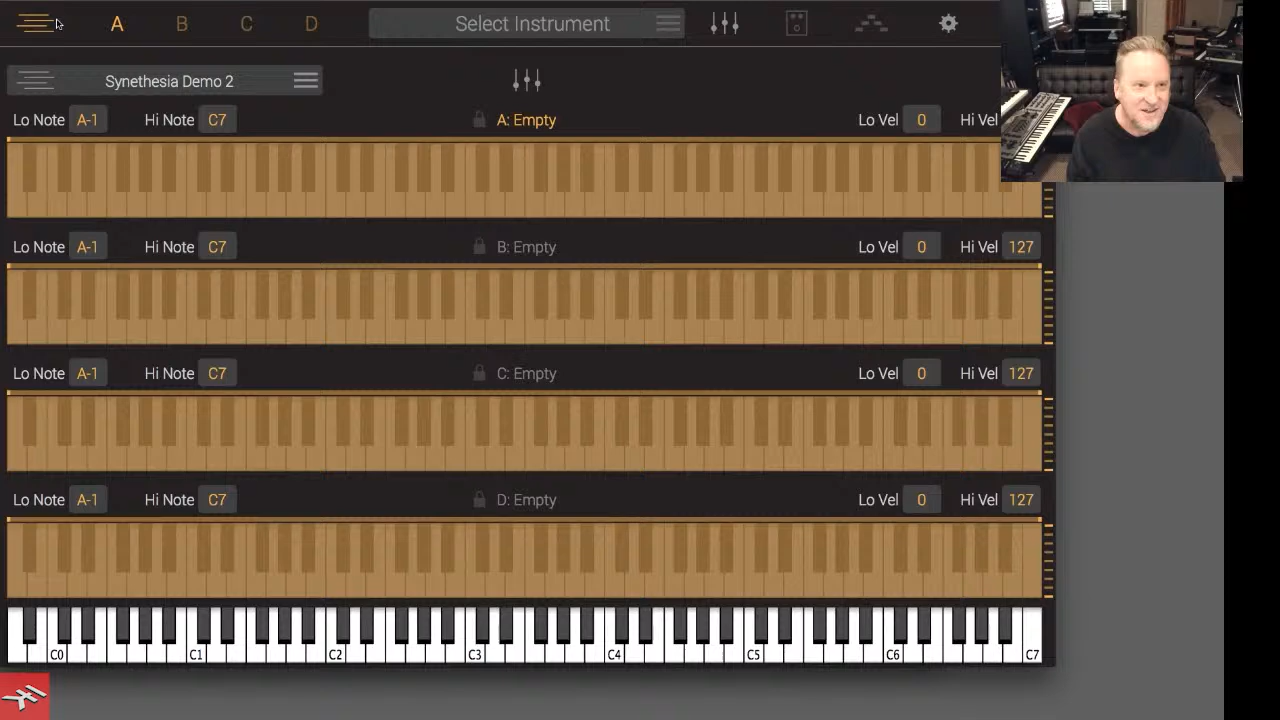 A B C D Select Instrument
Synethesia Demo 2
Lo Note A-1 Hi Note C7 A: Empty Lo Vel 0 Hi Vel
Lo Note A-1 Hi Note C7 B: Empty Lo Vel 0 Hi Vel 127
Lo Note A-1 Hi Note C7 C: Empty Lo Vel 0 Hi Vel 127
Lo Note A-1 Hi Note C7 D: Empty Lo Vel 0 Hi Vel 127
C0 C1 C2 C3 C4 C5 C6 C7